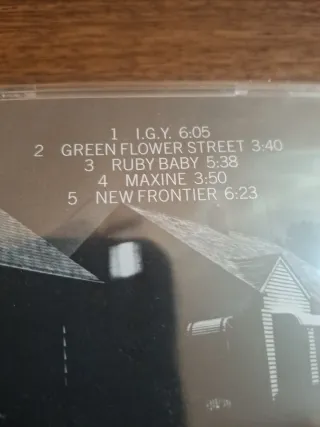 1 I.G.Y. 6:05
2 GREEN FLOWER STREET 3:40
3 RUBY BABY 5:38
4 MAXINE 3:50
5 NEW FRONTIER 6:23